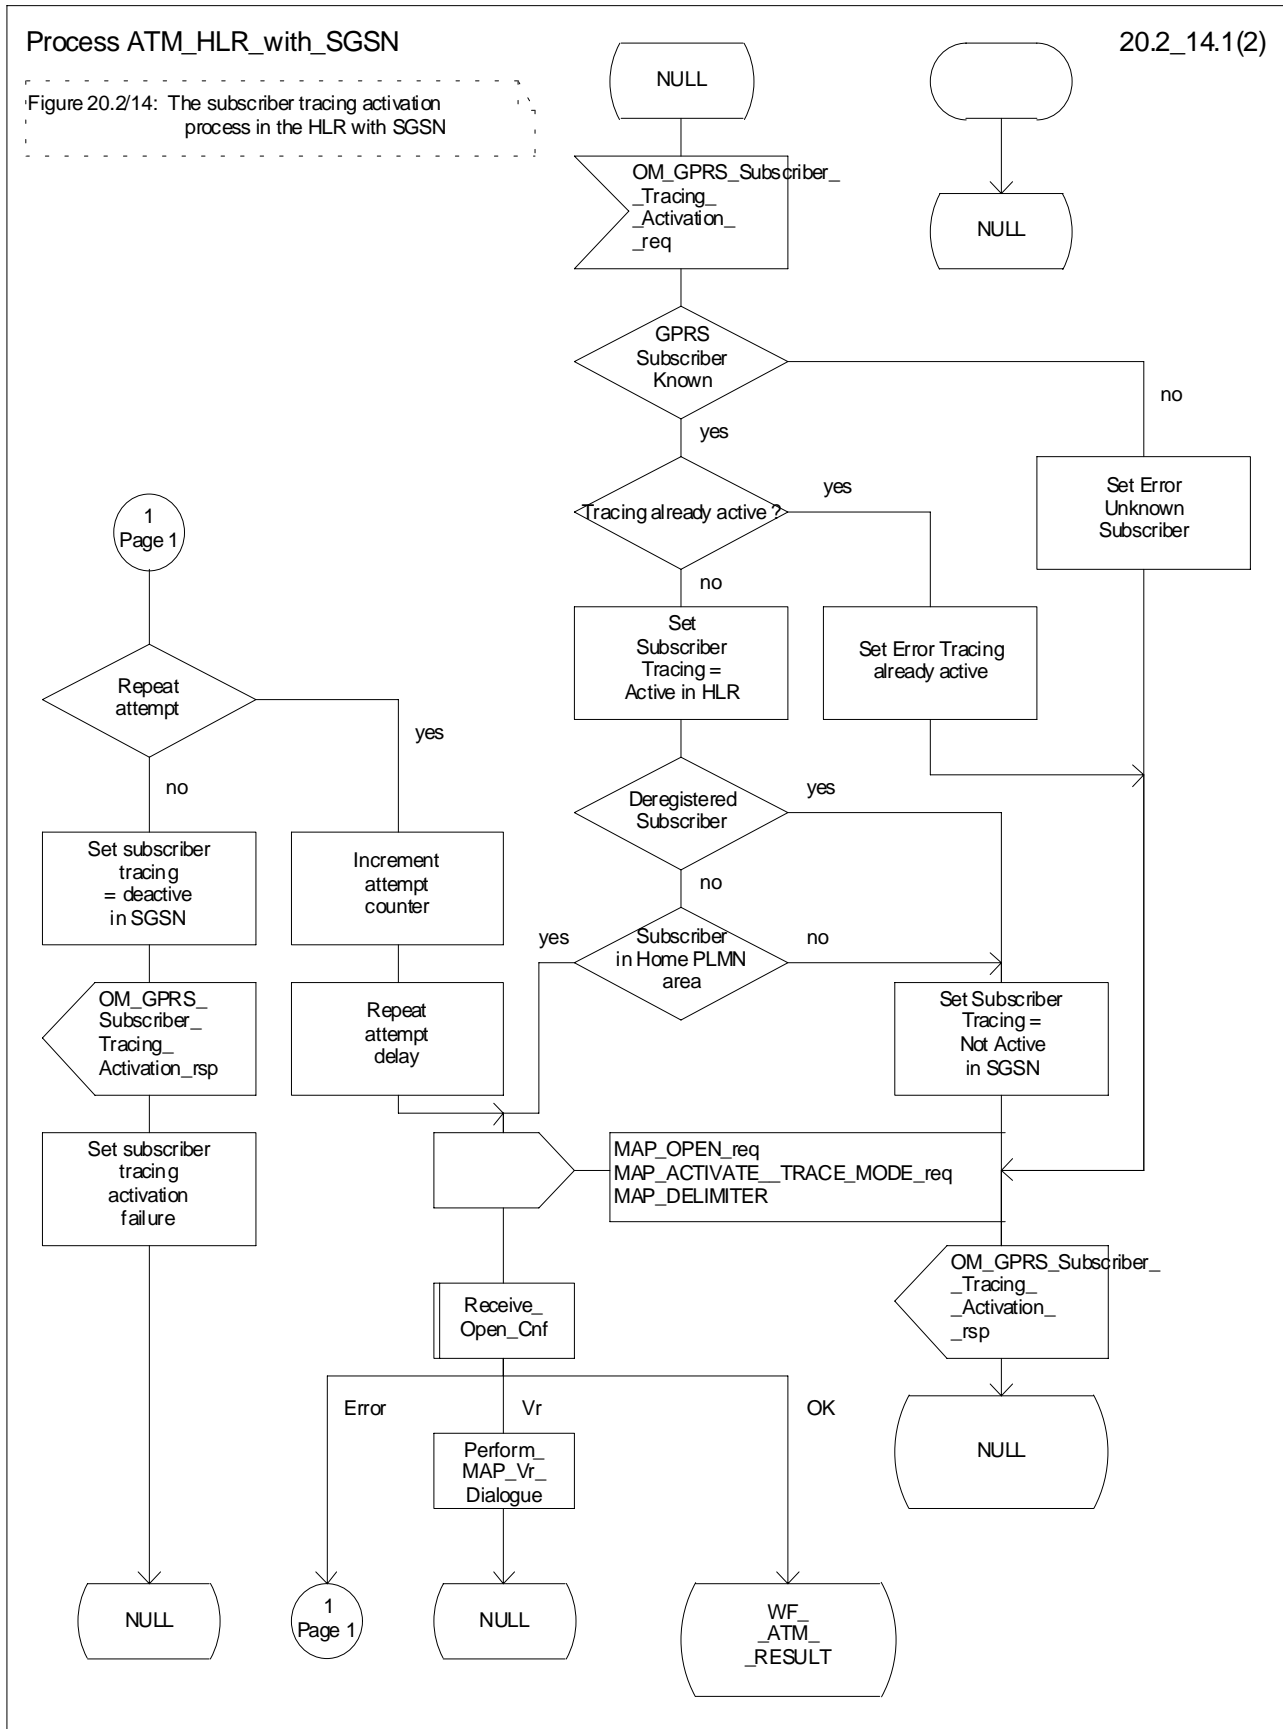 Process ATM_HLR_with_SGSN
20.2_14.1(2)
Figure 20.2/14: The subscriber tracing activation
process in the HLR with SGSN
NULL
NULL
OM_GPRS_Subscriber_
_Tracing_
_Activation_
_req
GPRS
Subscriber
Known
no
yes
Tracing already active ?
yes
no
Set Error
Unknown
Subscriber
1
Page 1
Set
Subscriber
Tracing =
Active in HLR
Set Error Tracing
already active
Repeat
attempt
yes
no
Deregistered
Subscriber
yes
no
Set subscriber
tracing
= deactive
in SGSN
Increment
attempt
counter
Subscriber
in Home PLMN
area
yes
no
OM_GPRS_
Subscriber_
Tracing_
Activation_rsp
Repeat
attempt
delay
Set Subscriber
Tracing =
Not Active
in SGSN
Set subscriber
tracing
activation
failure
MAP_OPEN_req
MAP_ACTIVATE__TRACE_MODE_req
MAP_DELIMITER
OM_GPRS_Subscriber_
_Tracing_
_Activation_
_rsp
Receive_
Open_Cnf
Error
Vr
OK
NULL
Perform_
MAP_Vr_
Dialogue
NULL
1
Page 1
NULL
WF_
_ATM_
_RESULT